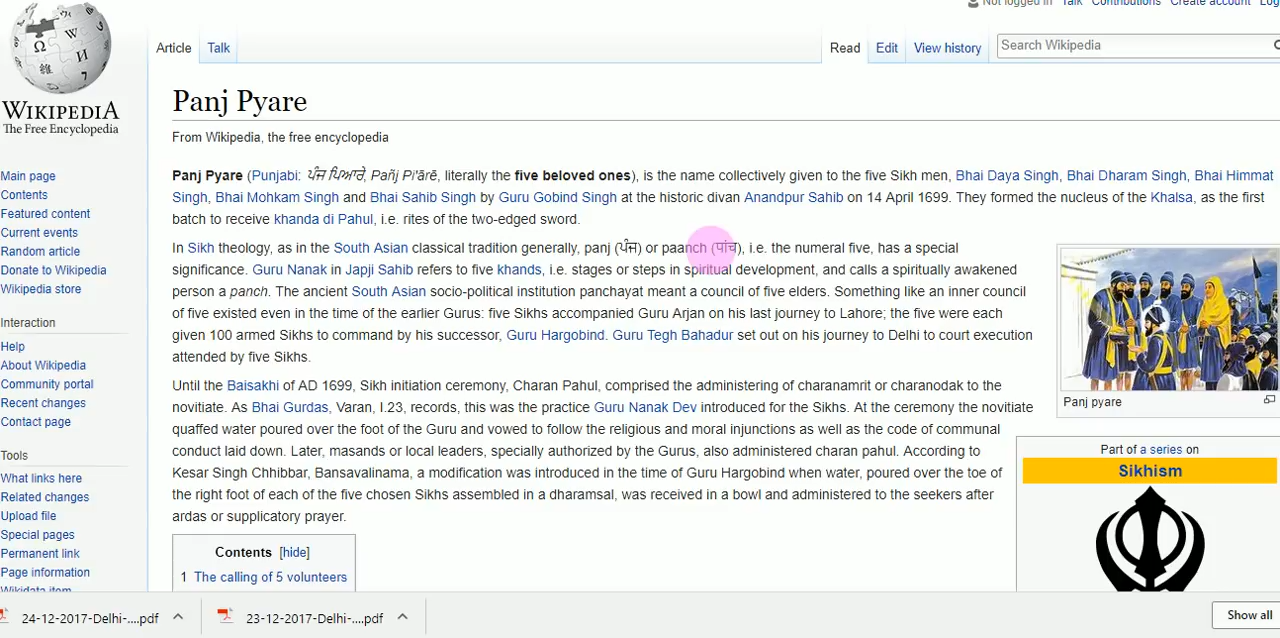 Not logged in Talk Contributions Create account Log
Article Talk Read Edit View history Search Wikipedia
WIKIPEDIA
The Free Encyclopedia
Main page
Contents
Featured content
Current events
Random article
Donate to Wikipedia
Wikipedia store
Interaction
Help
About Wikipedia
Community portal
Recent changes
Contact page
Tools
What links here
Related changes
Upload file
Special pages
Permanent link
Page information
Wikidata item
Panj Pyare
From Wikipedia, the free encyclopedia
Panj Pyare (Punjabi: ਪੰਜ ਪਿਆਰੇ, Pañj Pi'ārē, literally the five beloved ones), is the name collectively given to the five Sikh men, Bhai Daya Singh, Bhai Dharam Singh, Bhai Himmat
Singh, Bhai Mohkam Singh and Bhai Sahib Singh by Guru Gobind Singh at the historic divan Anandpur Sahib on 14 April 1699. They formed the nucleus of the Khalsa, as the first
batch to receive khanda di Pahul, i.e. rites of the two-edged sword.
In Sikh theology, as in the South Asian classical tradition generally, panj (ਪੰਜ) or paanch (पांच), i.e. the numeral five, has a special
significance. Guru Nanak in Japji Sahib refers to five khands, i.e. stages or steps in spiritual development, and calls a spiritually awakened
person a panch. The ancient South Asian socio-political institution panchayat meant a council of five elders. Something like an inner council
of five existed even in the time of the earlier Gurus: five Sikhs accompanied Guru Arjan on his last journey to Lahore; the five were each
given 100 armed Sikhs to command by his successor, Guru Hargobind. Guru Tegh Bahadur set out on his journey to Delhi to court execution
attended by five Sikhs.
Until the Baisakhi of AD 1699, Sikh initiation ceremony, Charan Pahul, comprised the administering of charanamrit or charanodak to the
novitiate. As Bhai Gurdas, Varan, I.23, records, this was the practice Guru Nanak Dev introduced for the Sikhs. At the ceremony the novitiate
quaffed water poured over the foot of the Guru and vowed to follow the religious and moral injunctions as well as the code of communal
conduct laid down. Later, masands or local leaders, specially authorized by the Gurus, also administered charan pahul. According to
Kesar Singh Chhibbar, Bansavalinama, a modification was introduced in the time of Guru Hargobind when water, poured over the toe of
the right foot of each of the five chosen Sikhs assembled in a dharamsal, was received in a bowl and administered to the seekers after
ardas or supplicatory prayer.
Contents [hide]
1 The calling of 5 volunteers
Panj pyare
Part of a series on
Sikhism
24-12-2017-Delhi-....pdf 23-12-2017-Delhi-....pdf Show all